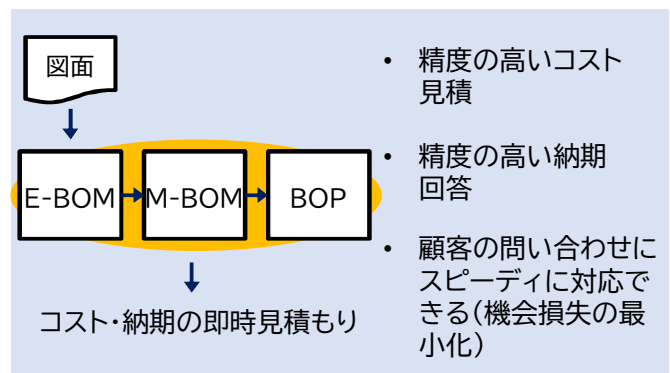 図面
E-BOM
M-BOM
BOP
コスト・納期の即時見積もり
• 精度の高いコスト
見積
• 精度の高い納期
回答
• 顧客の問い合わせに
スピーディに対応で
きる(機会損失の最
小化)